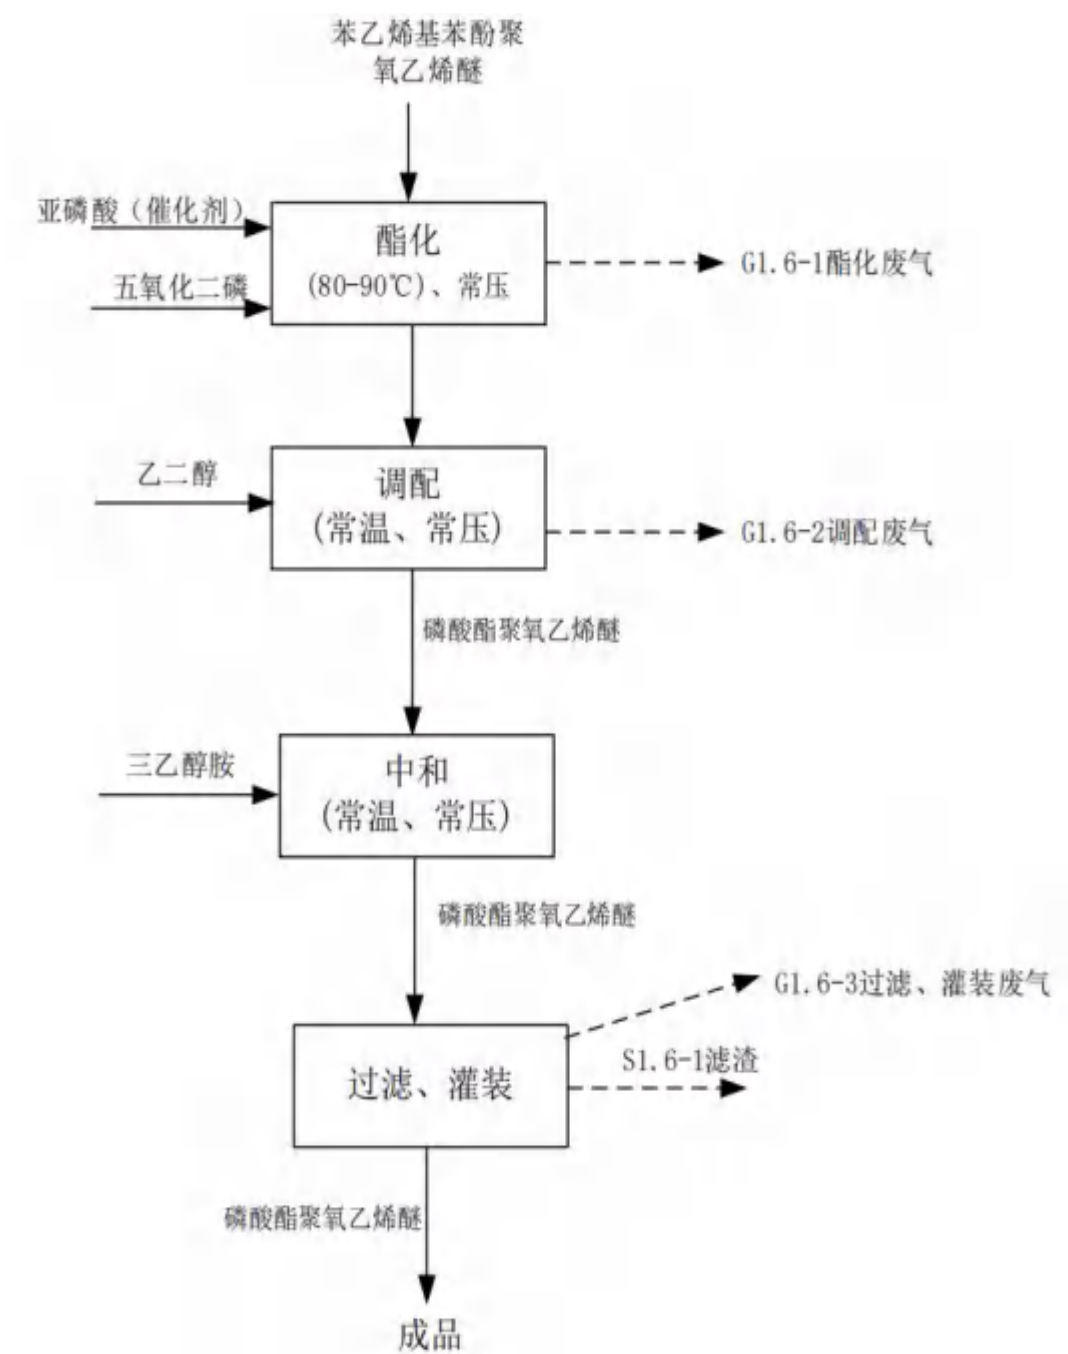 苯乙烯基苯酚聚
氧乙烯醚
亚磷酸（催化剂）
五氧化二磷
酯化
(80-90℃)、常压
G1.6-1酯化废气
乙二醇
调配
(常温、常压)
G1.6-2调配废气
磷酸酯聚氧乙烯醚
三乙醇胺
中和
(常温、常压)
磷酸酯聚氧乙烯醚
G1.6-3过滤、灌装废气
S1.6-1滤渣
过滤、灌装
磷酸酯聚氧乙烯醚
成品